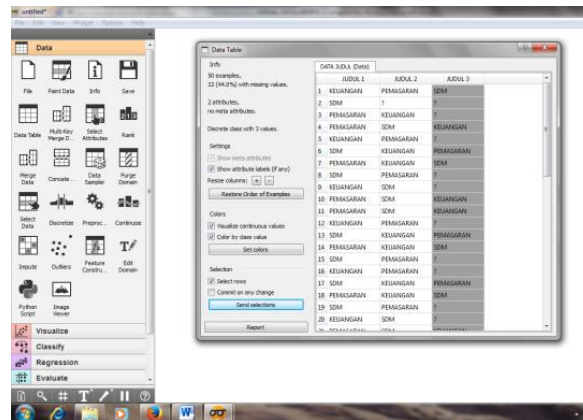 untitled*
File Edit View Widget Options Help
Data
File Paint Data Info Save
Data Table Multi-Key Merge D... Select Attributes Rank
Merge Data Concate... Data Sampler Purge Domain
Select Data Discretize Preproc... Continuize
Impute Outliers Feature Constru... Edit Domain
Python Script Image Viewer
Visualize
Classify
Regression
Evaluate
Data Table
Info
50 examples,
22 (44.0%) with missing values.
2 attributes,
no meta attributes.
Discrete class with 3 values.
Settings
Show meta attributes
Show attribute labels (if any)
Resize columns: + -
Restore Order of Examples
Colors
Visualize continuous values
Color by class value
Set colors
Selection
Select rows
Commit on any change
Send selections
Report
DATA JUDUL (Data)
JUDUL 1 JUDUL 2 JUDUL 3
1 KEUANGAN PEMASARAN SDM
2 SDM ? ?
3 PEMASARAN KEUANGAN ?
4 PEMASARAN SDM KEUANGAN
5 KEUANGAN PEMASARAN ?
6 PEMASARAN KEUANGAN SDM
7 PEMASARAN SDM KEUANGAN
8 SDM PEMASARAN ?
9 KEUANGAN SDM ?
10 PEMASARAN SDM KEUANGAN
11 PEMASARAN SDM KEUANGAN
12 KEUANGAN PEMASARAN ?
13 SDM KEUANGAN PEMASARAN
14 PEMASARAN KEUANGAN SDM
15 SDM PEMASARAN ?
16 KEUANGAN PEMASARAN ?
17 KEUANGAN SDM PEMASARAN
18 PEMASARAN KEUANGAN SDM
19 SDM PEMASARAN ?
20 KEUANGAN SDM ?